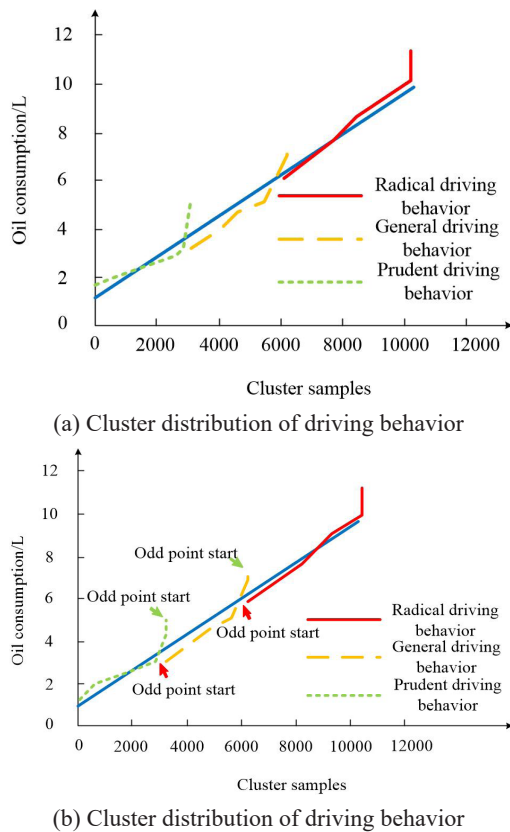 12
10
8
6
4
2
0
Oil consumption/L
Radical driving
behavior
General driving
behavior
Prudent driving
behavior
0 2000 4000 6000 8000 10000 12000
Cluster samples
(a) Cluster distribution of driving behavior
12
10
8
6
4
2
0
Oil consumption/L
Odd point start
Odd point start
Odd point start
Odd point start
Radical driving
behavior
General driving
behavior
Prudent driving
behavior
2000 4000 6000 8000 10000 12000
Cluster samples
(b) Cluster distribution of driving behavior